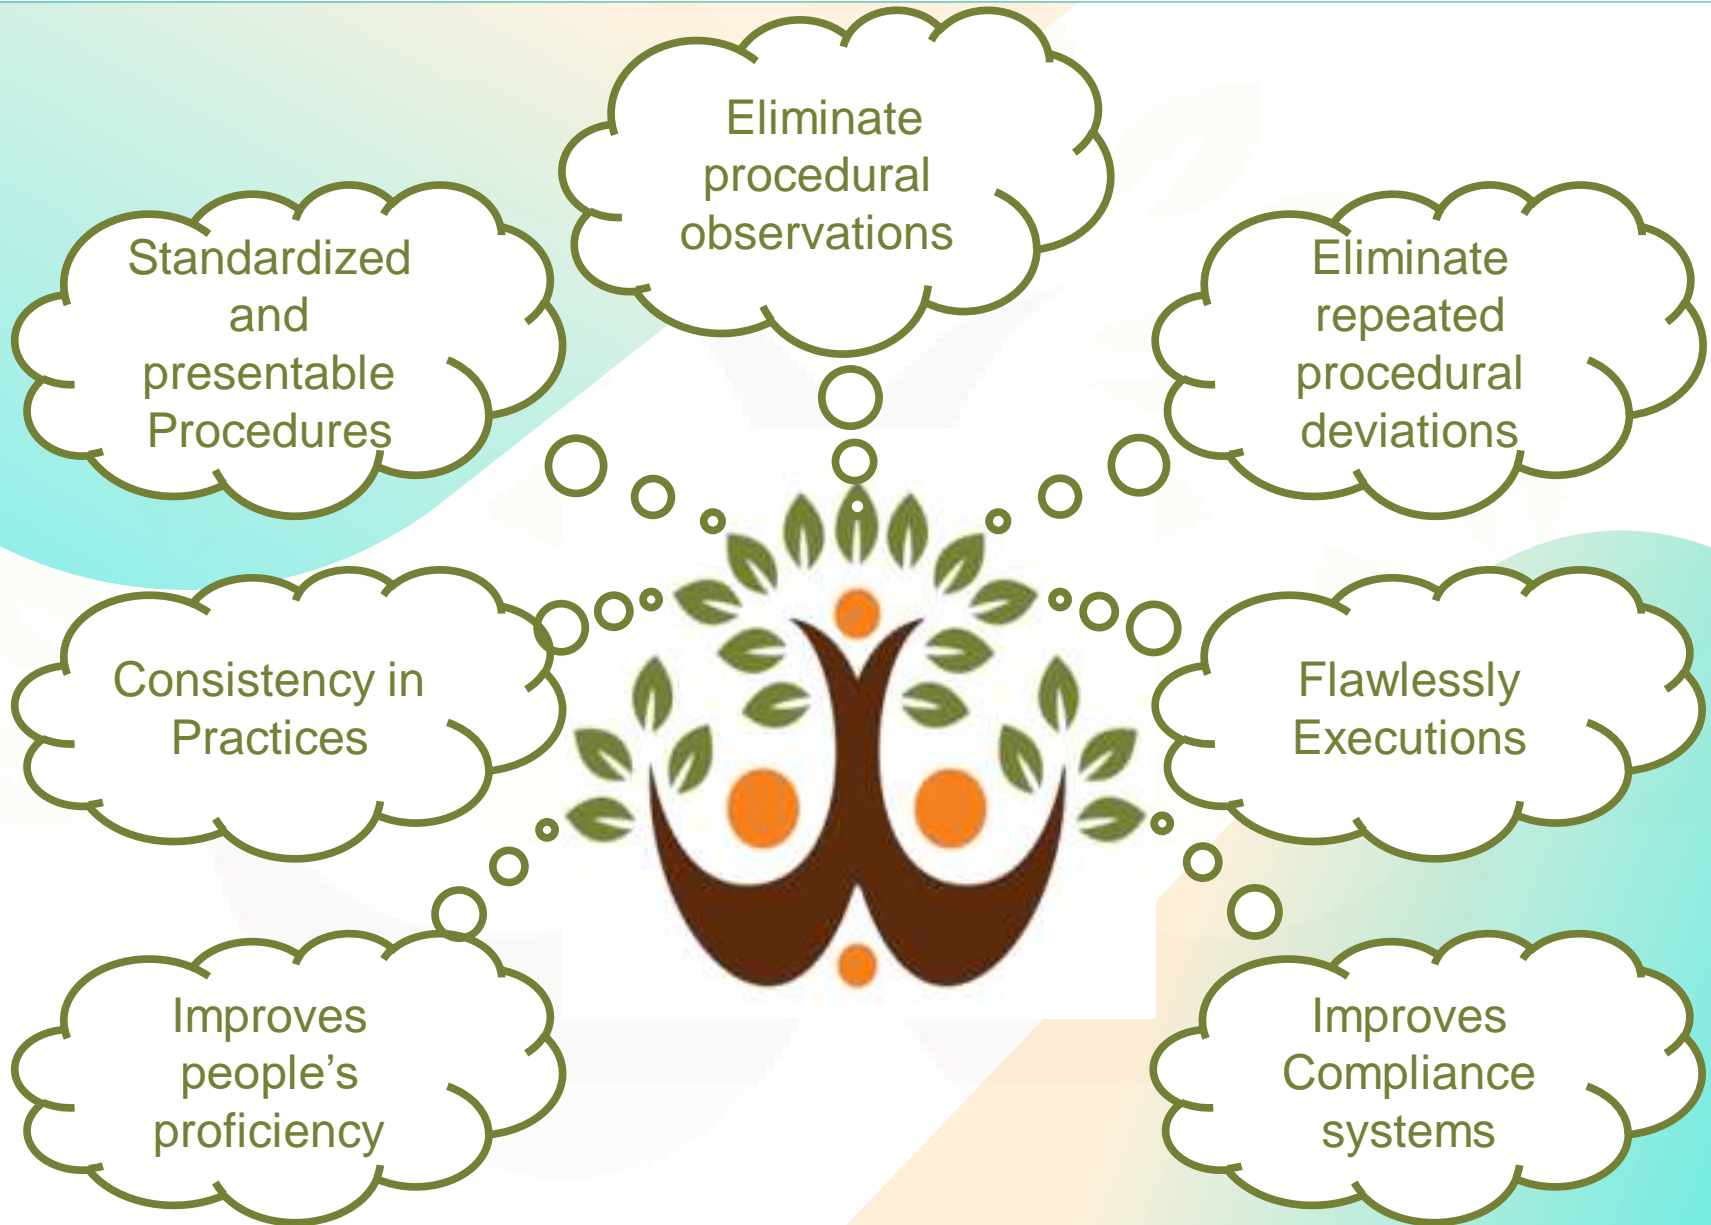 Eliminate
procedural
observations
Standardized
and
presentable
Procedures
Eliminate
repeated
procedural
deviations
Consistency in
Practices
Flawlessly
Executions
Improves
people’s
proficiency
Improves
Compliance
systems